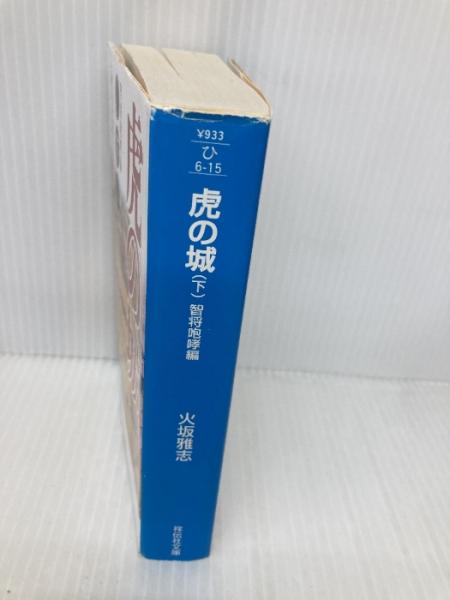 ¥933
ひ
6-15
虎の城(下)智将咆哮編
火坂雅志
祥伝社文庫